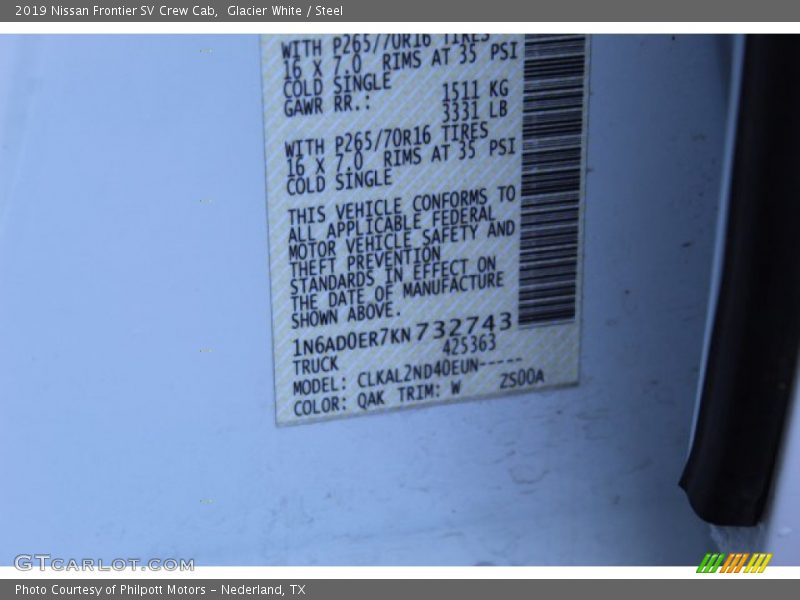 2019 Nissan Frontier SV Crew Cab, Glacier White / Steel
WITH P265/70R16 TIRES
16 X 7.0 RIMS AT 35 PSI
COLD SINGLE
GAWR RR.: 1511 KG
3331 LB
WITH P265/70R16 TIRES
16 X 7.0 RIMS AT 35 PSI
COLD SINGLE
THIS VEHICLE CONFORMS TO
ALL APPLICABLE FEDERAL
MOTOR VEHICLE SAFETY AND
THEFT PREVENTION
STANDARDS IN EFFECT ON
THE DATE OF MANUFACTURE
SHOWN ABOVE.
1N6AD0ER7KN732743
TRUCK 425363
MODEL: CLKAL2ND40EUN-----
COLOR: QAK TRIM: W ZS00A
GTcarlot.com
Photo Courtesy of Philpott Motors - Nederland, TX